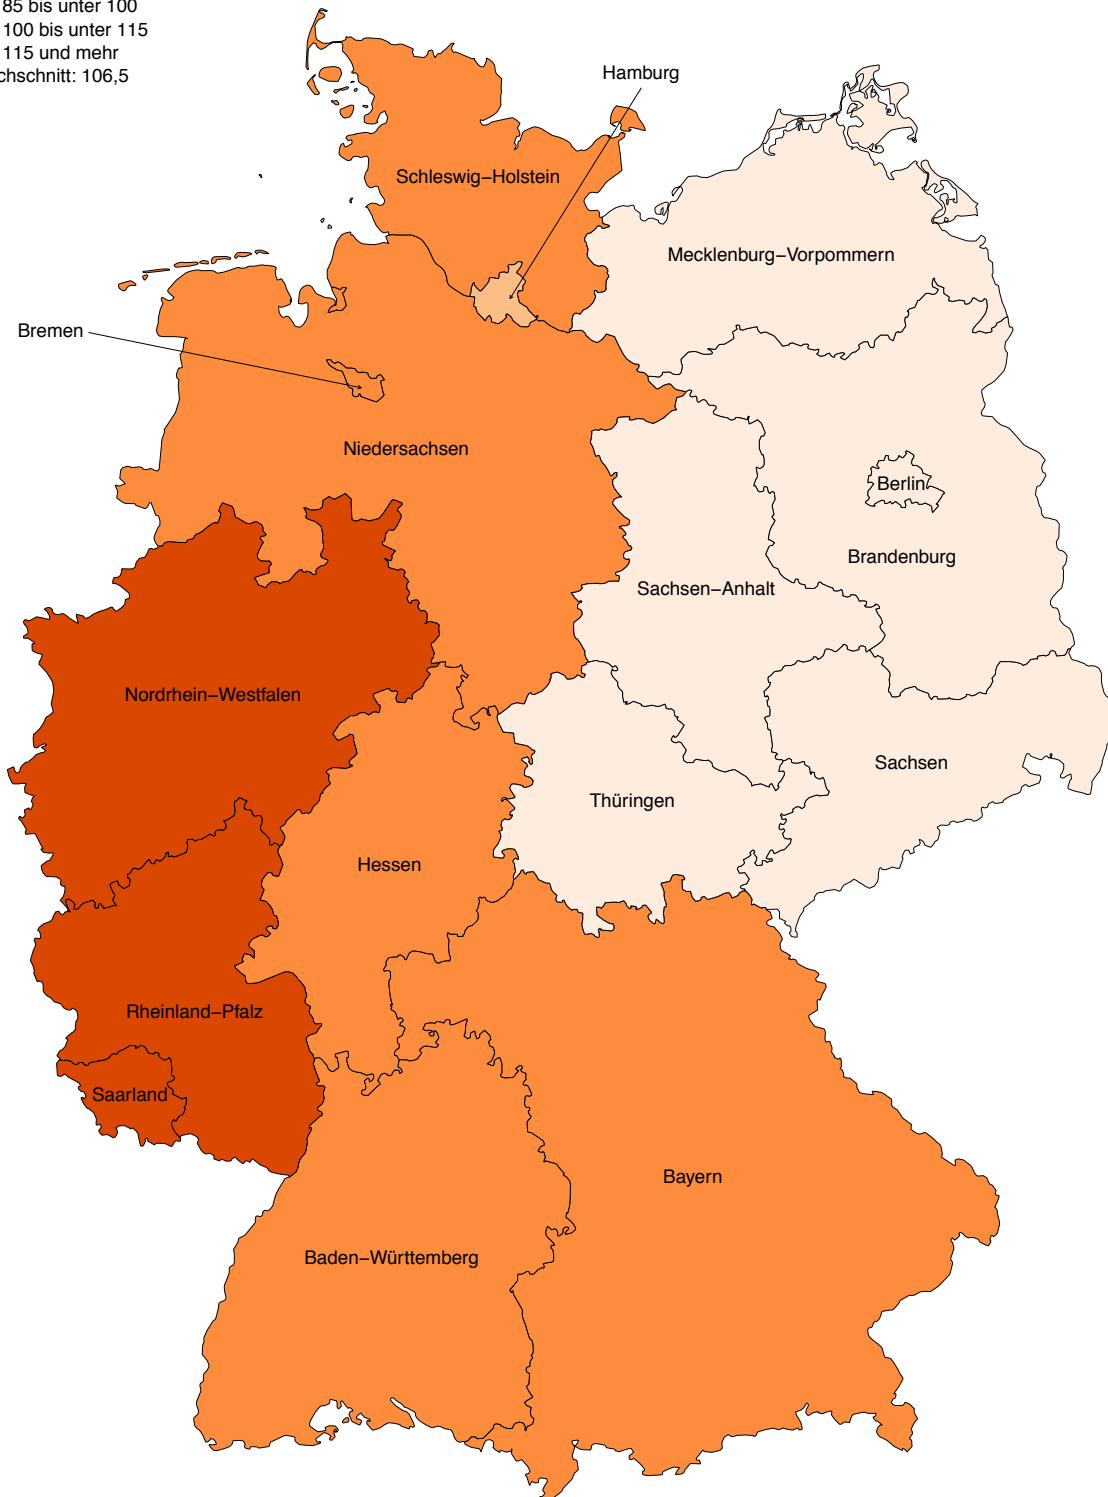 85 bis unter 100
100 bis unter 115
115 und mehr
chschnitt: 106,5
Hamburg
Schleswig−Holstein
Mecklenburg−Vorpommern
Bremen
Niedersachsen
Berlin
Brandenburg
Sachsen−Anhalt
Nordrhein−Westfalen
Sachsen
Thüringen
Hessen
Rheinland−Pfalz
Saarland
Bayern
Baden−Württemberg